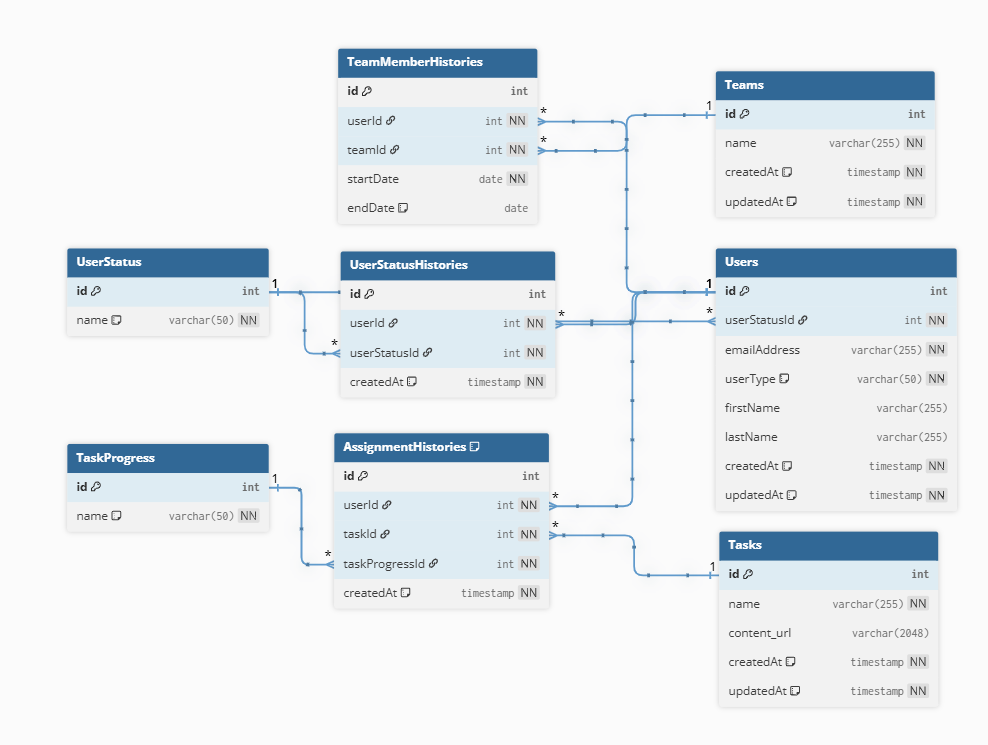 TeamMemberHistories
id int
userId int NN
teamId int NN
startDate date NN
endDate date
*
*
1
Teams
id int
name varchar(255) NN
createdAt timestamp NN
updatedAt timestamp NN
UserStatus
id int
name varchar(50) NN
1
*
UserStatusHistories
id int
userId int NN
userStatusId int NN
createdAt timestamp NN
*
1
*
Users
id int
userStatusId int NN
emailAddress varchar(255) NN
userType varchar(50) NN
firstName varchar(255)
lastName varchar(255)
createdAt timestamp NN
updatedAt timestamp NN
TaskProgress
id int
name varchar(50) NN
1
*
AssignmentHistories
id int
userId int NN
taskId int NN
taskProgressId int NN
createdAt timestamp NN
*
*
1
Tasks
id int
name varchar(255) NN
content_url varchar(2048)
createdAt timestamp NN
updatedAt timestamp NN